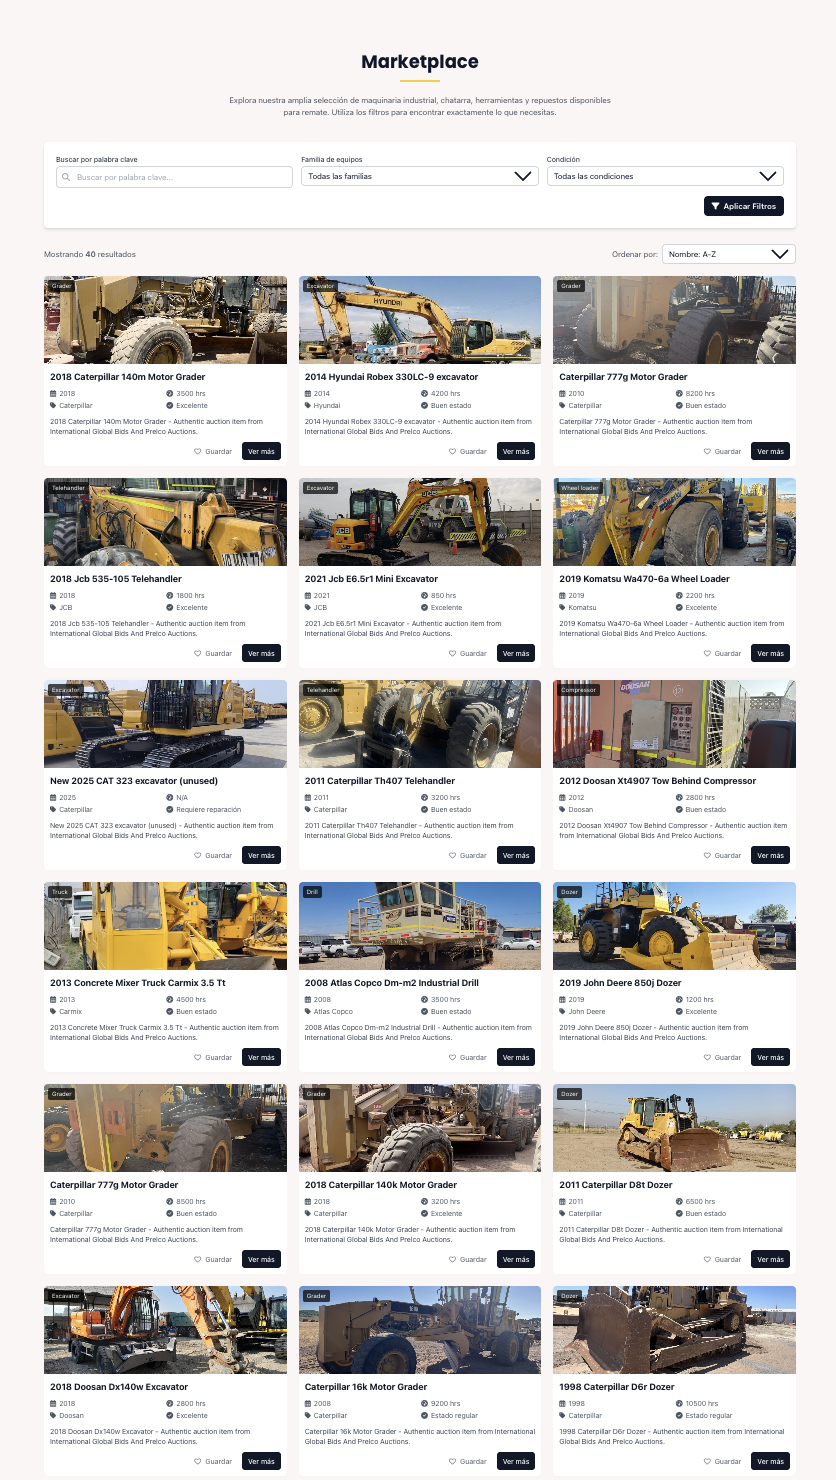 Marketplace
Explora nuestra amplia selección de maquinaria industrial, chatarra, herramientas y repuestos disponibles
para remate. Utiliza los filtros para encontrar exactamente lo que necesitas.
Buscar por palabra clave
Familia de equipos
Condición
Buscar por palabra clave...
Todas las familias
Todas las condiciones
Aplicar Filtros
Mostrando 40 resultados
Ordenar por:
Nombre: A-Z
Grader
2018 Caterpillar 140m Motor Grader
2018
3500 hrs
Caterpillar
Excelente
2018 Caterpillar 140m Motor Grader - Authentic auction item from
International Global Bids And Prelco Auctions.
Guardar
Ver más
Excavator
HYUNDAI
2014 Hyundai Robex 330LC-9 excavator
2014
4200 hrs
Hyundai
Buen estado
2014 Hyundai Robex 330LC-9 excavator - Authentic auction item from
International Global Bids And Prelco Auctions.
Guardar
Ver más
Grader
Caterpillar 777g Motor Grader
2010
8200 hrs
Caterpillar
Buen estado
Caterpillar 777g Motor Grader - Authentic auction item from
International Global Bids And Prelco Auctions.
Guardar
Ver más
Telehandler
2018 Jcb 535-105 Telehandler
2018
1800 hrs
JCB
Excelente
2018 Jcb 535-105 Telehandler - Authentic auction item from
International Global Bids And Prelco Auctions.
Guardar
Ver más
Excavator
JCB
JCB
2021 Jcb E6.5r1 Mini Excavator
2021
850 hrs
JCB
Excelente
2021 Jcb E6.5r1 Mini Excavator - Authentic auction item from
International Global Bids And Prelco Auctions.
Guardar
Ver más
Wheel loader
2019 Komatsu Wa470-6a Wheel Loader
2019
2200 hrs
Komatsu
Excelente
2019 Komatsu Wa470-6a Wheel Loader - Authentic auction item from
International Global Bids And Prelco Auctions.
Guardar
Ver más
Excavator
New 2025 CAT 323 excavator (unused)
2025
N/A
Caterpillar
Requiere reparación
New 2025 CAT 323 excavator (unused) - Authentic auction item from
International Global Bids And Prelco Auctions.
Guardar
Ver más
Telehandler
2011 Caterpillar Th407 Telehandler
2011
3200 hrs
Caterpillar
Buen estado
2011 Caterpillar Th407 Telehandler - Authentic auction item from
International Global Bids And Prelco Auctions.
Guardar
Ver más
Compressor
DOOSAN
2012 Doosan Xt4907 Tow Behind Compressor
2012
2800 hrs
Doosan
Buen estado
2012 Doosan Xt4907 Tow Behind Compressor - Authentic auction item
from International Global Bids And Prelco Auctions.
Guardar
Ver más
Truck
2013 Concrete Mixer Truck Carmix 3.5 Tt
2013
4500 hrs
Carmix
Buen estado
2013 Concrete Mixer Truck Carmix 3.5 Tt - Authentic auction item from
International Global Bids And Prelco Auctions.
Guardar
Ver más
Drill
2008 Atlas Copco Dm-m2 Industrial Drill
2008
3500 hrs
Atlas Copco
Buen estado
2008 Atlas Copco Dm-m2 Industrial Drill - Authentic auction item from
International Global Bids And Prelco Auctions.
Guardar
Ver más
Dozer
2019 John Deere 850j Dozer
2019
1200 hrs
John Deere
Excelente
2019 John Deere 850j Dozer - Authentic auction item from
International Global Bids And Prelco Auctions.
Guardar
Ver más
Grader
Caterpillar 777g Motor Grader
2010
8500 hrs
Caterpillar
Buen estado
Caterpillar 777g Motor Grader - Authentic auction item from
International Global Bids And Prelco Auctions.
Guardar
Ver más
Grader
2018 Caterpillar 140k Motor Grader
2018
3200 hrs
Caterpillar
Excelente
2018 Caterpillar 140k Motor Grader - Authentic auction item from
International Global Bids And Prelco Auctions.
Guardar
Ver más
Dozer
2011 Caterpillar D8t Dozer
2011
6500 hrs
Caterpillar
Buen estado
2011 Caterpillar D8t Dozer - Authentic auction item from International
Global Bids And Prelco Auctions.
Guardar
Ver más
Excavator
2018 Doosan Dx140w Excavator
2018
2800 hrs
Doosan
Excelente
2018 Doosan Dx140w Excavator - Authentic auction item from
International Global Bids And Prelco Auctions.
Guardar
Ver más
Grader
Caterpillar 16k Motor Grader
2008
9200 hrs
Caterpillar
Estado regular
Caterpillar 16k Motor Grader - Authentic auction item from International
Global Bids And Prelco Auctions.
Guardar
Ver más
Dozer
1998 Caterpillar D6r Dozer
1998
10500 hrs
Caterpillar
Estado regular
1998 Caterpillar D6r Dozer - Authentic auction item from International
Global Bids And Prelco Auctions.
Guardar
Ver más